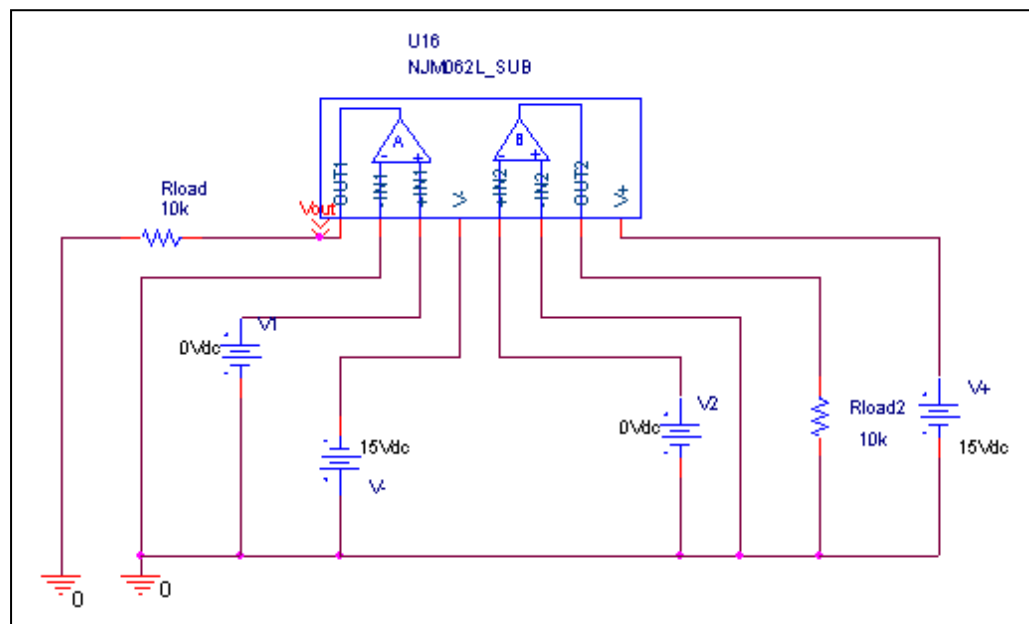 U16
NJM062L_SUB
A
B
- +
- +
OUT1
-IN1
+IN1
V-
+IN2
-IN2
OUT2
V+
Rload
10k
Vout
V1
0Vdc
V2
0Vdc
15Vdc
V-
Rload2
10k
V+
15Vdc
0
0